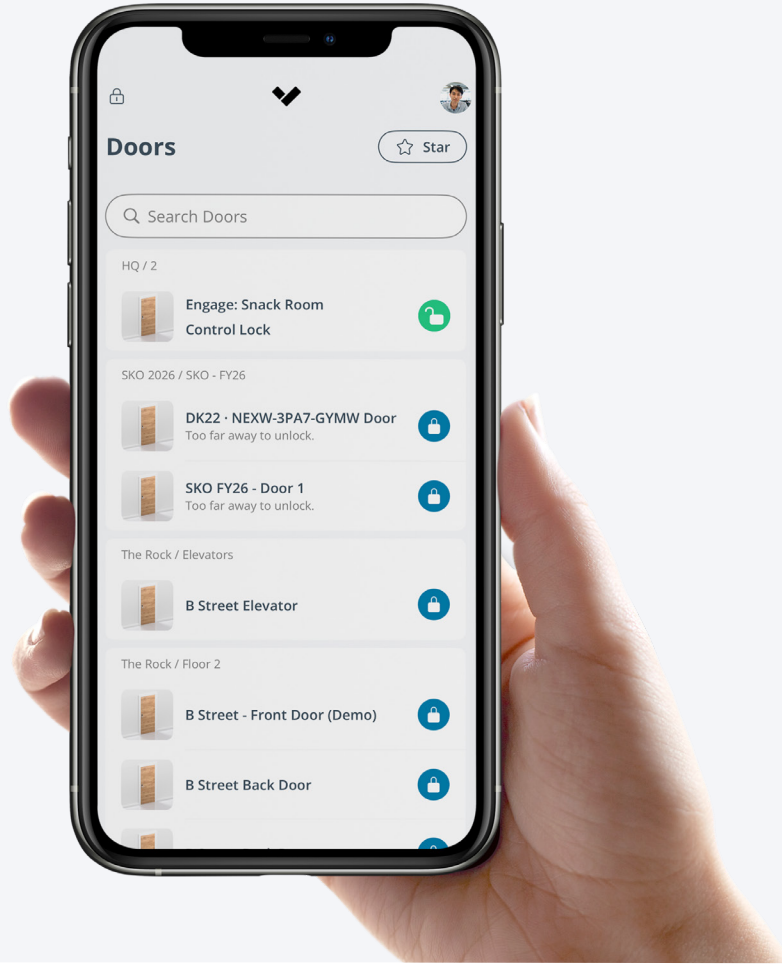 Doors
Star
Search Doors
HQ / 2
Engage: Snack Room
Control Lock
SKO 2026 / SKO - FY26
DK22 · NEXW-3PA7-GYMW Door
Too far away to unlock.
SKO FY26 - Door 1
Too far away to unlock.
The Rock / Elevators
B Street Elevator
The Rock / Floor 2
B Street - Front Door (Demo)
B Street Back Door